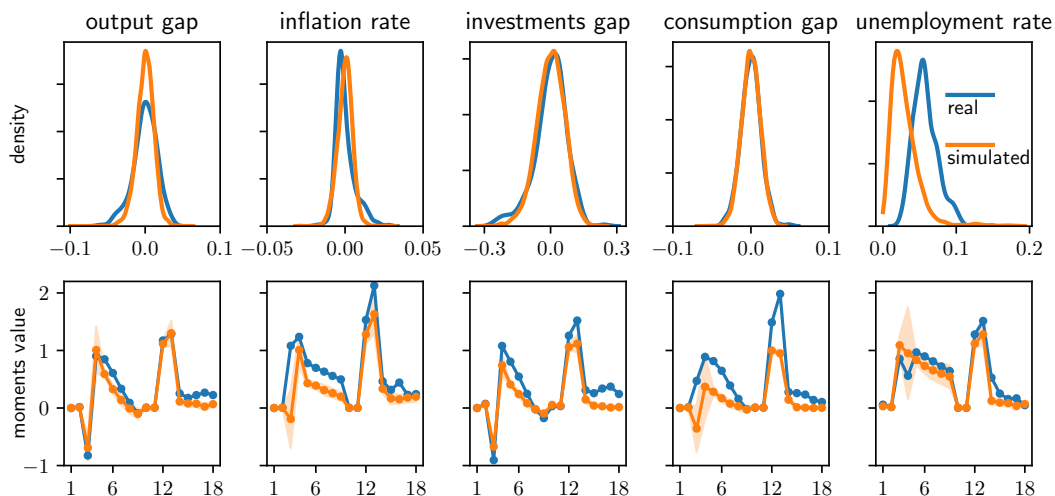 output gap
inflation rate
investments gap
consumption gap
unemployment rate
density
real
simulated
−0.1 0.0 0.1
−0.05 0.00 0.05
−0.3 0.0 0.3
−0.1 0.0 0.1
0.0 0.1 0.2
moments value
2
1
0
−1
1 6 12 18
1 6 12 18
1 6 12 18
1 6 12 18
1 6 12 18